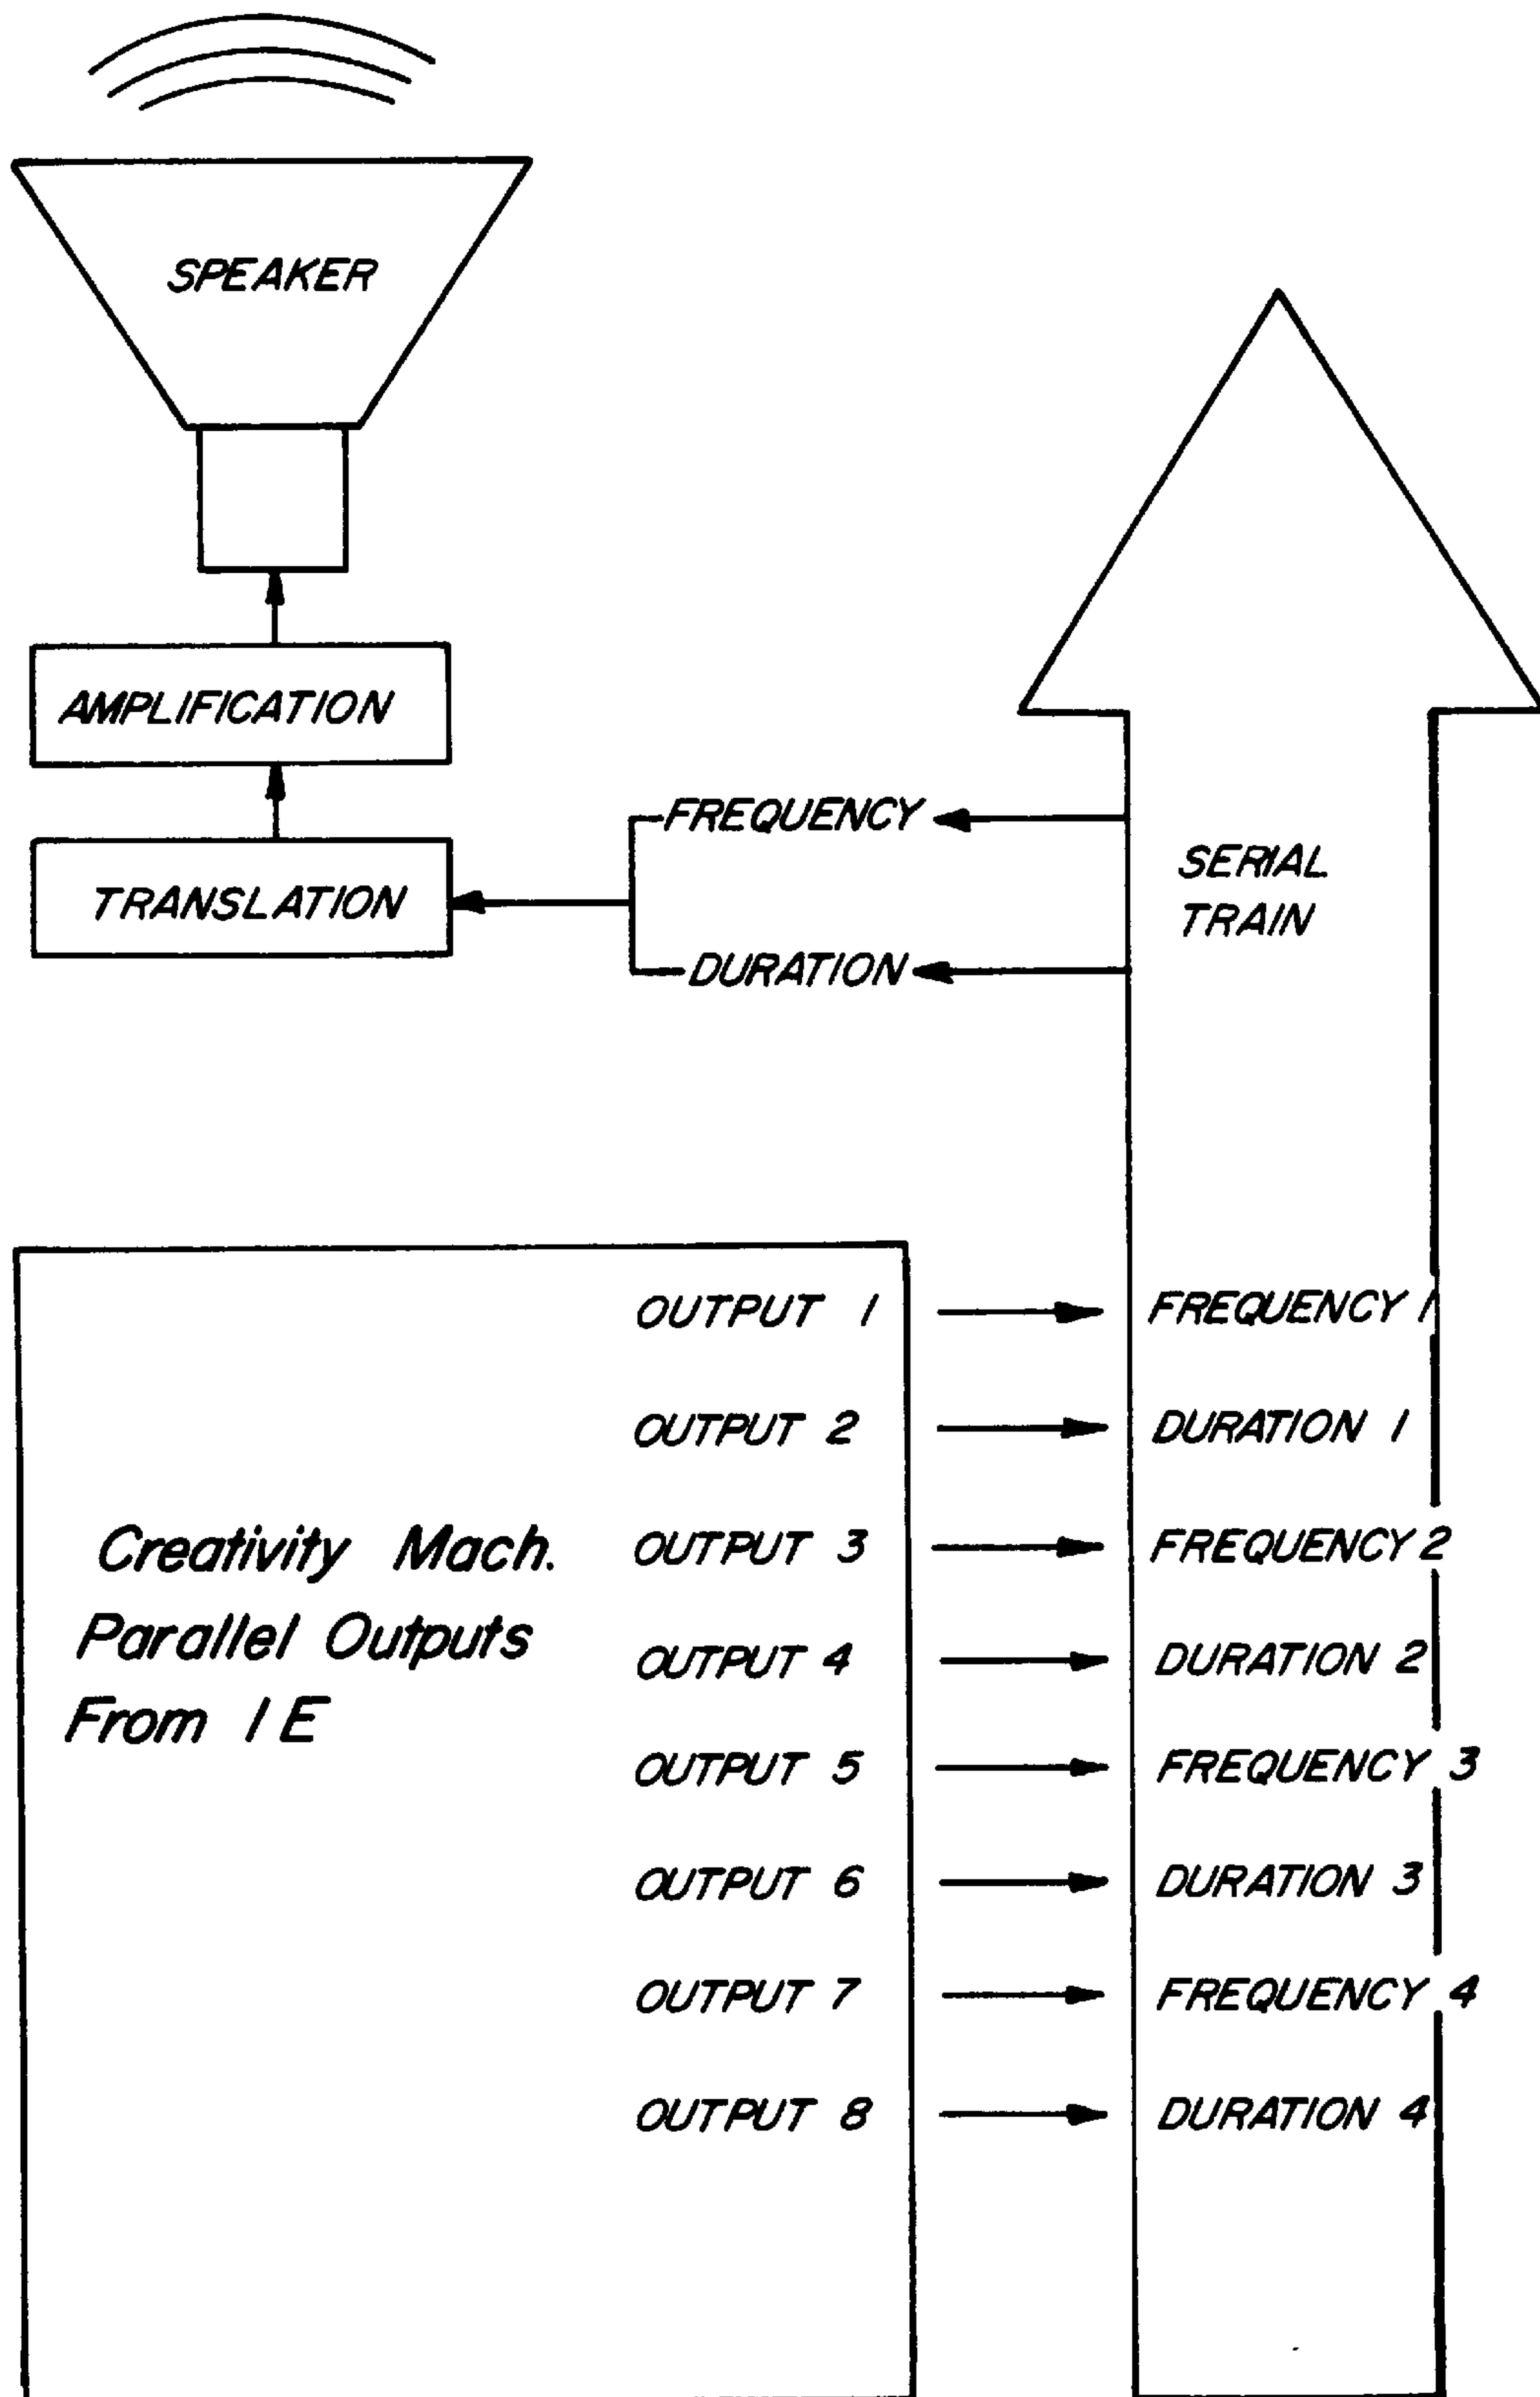 SPEAKER
AMPLIFICATION
TRANSLATION
FREQUENCY
DURATION
SERIAL
TRAIN
Creativity Mach.
Parallel Outputs
From IE
OUTPUT 1
FREQUENCY 1
OUTPUT 2
DURATION 1
OUTPUT 3
FREQUENCY 2
OUTPUT 4
DURATION 2
OUTPUT 5
FREQUENCY 3
OUTPUT 6
DURATION 3
OUTPUT 7
FREQUENCY 4
OUTPUT 8
DURATION 4